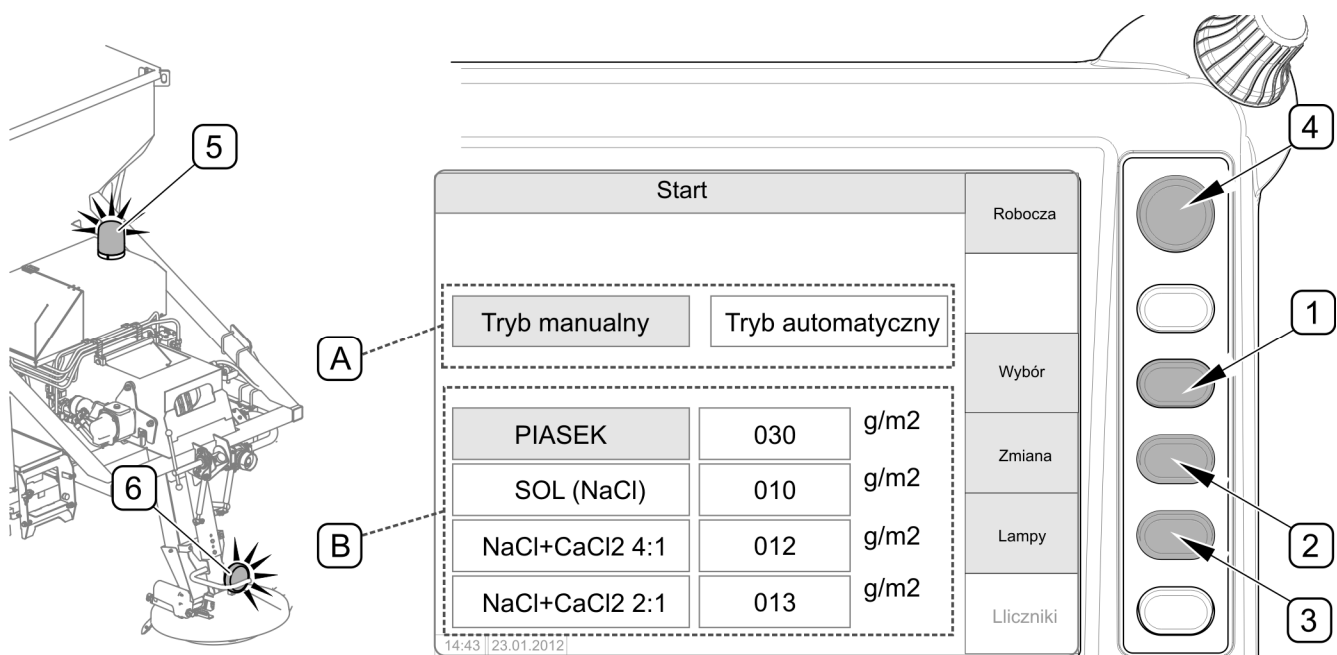 5
4
Start
Robocza
1
A
Tryb manualny Tryb automatyczny
Wybór
PIASEK 030 g/m2
Zmiana
6
SOL (NaCl) 010 g/m2
B
NaCl+CaCl2 4:1 012 g/m2
Lampy
2
NaCl+CaCl2 2:1 013 g/m2
Lliczniki
3
14:43 23.01.2012